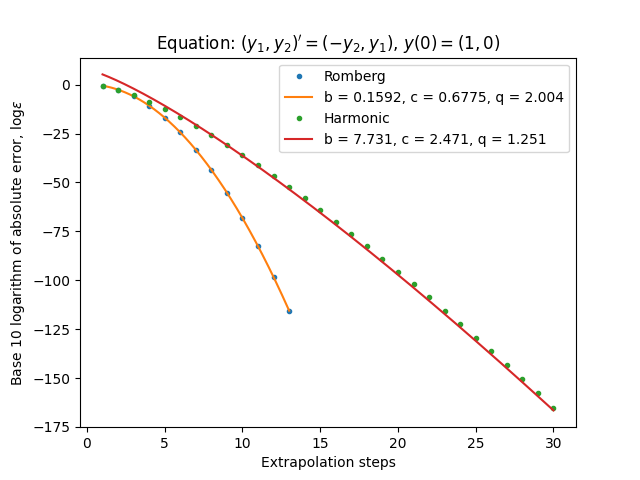 Equation: (y₁, y₂)′ = (−y₂, y₁), y(0) = (1, 0)
Romberg
b = 0.1592, c = 0.6775, q = 2.004
Harmonic
b = 7.731, c = 2.471, q = 1.251
Base 10 logarithm of absolute error, logε
0
−25
−50
−75
−100
−125
−150
−175
0 5 10 15 20 25 30
Extrapolation steps